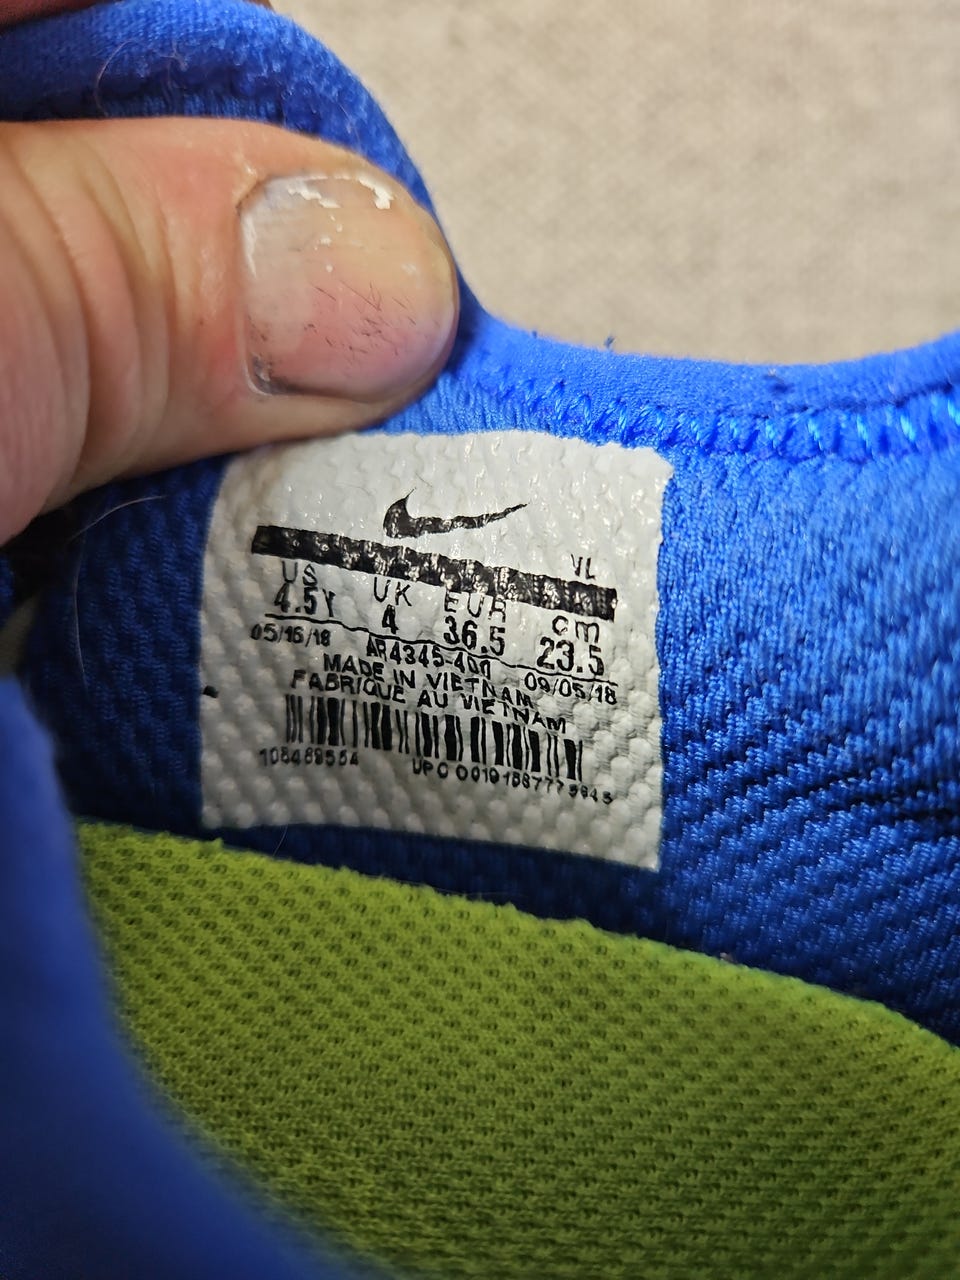 VL
US UK EUR cm
4.5Y 4 36.5 23.5
05/16/18 AR4345-400 09/05/18
MADE IN VIETNAM
FABRIQUE AU VIETNAM
UPC